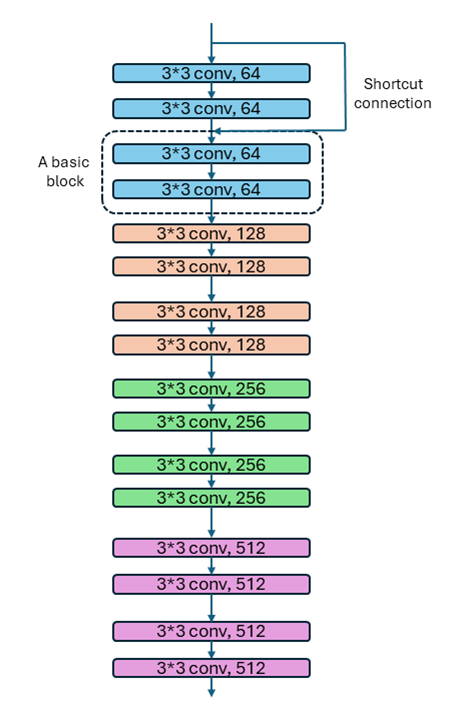 3*3 conv, 64
3*3 conv, 64
Shortcut
connection
A basic
block
3*3 conv, 64
3*3 conv, 64
3*3 conv, 128
3*3 conv, 128
3*3 conv, 128
3*3 conv, 128
3*3 conv, 256
3*3 conv, 256
3*3 conv, 256
3*3 conv, 256
3*3 conv, 512
3*3 conv, 512
3*3 conv, 512
3*3 conv, 512